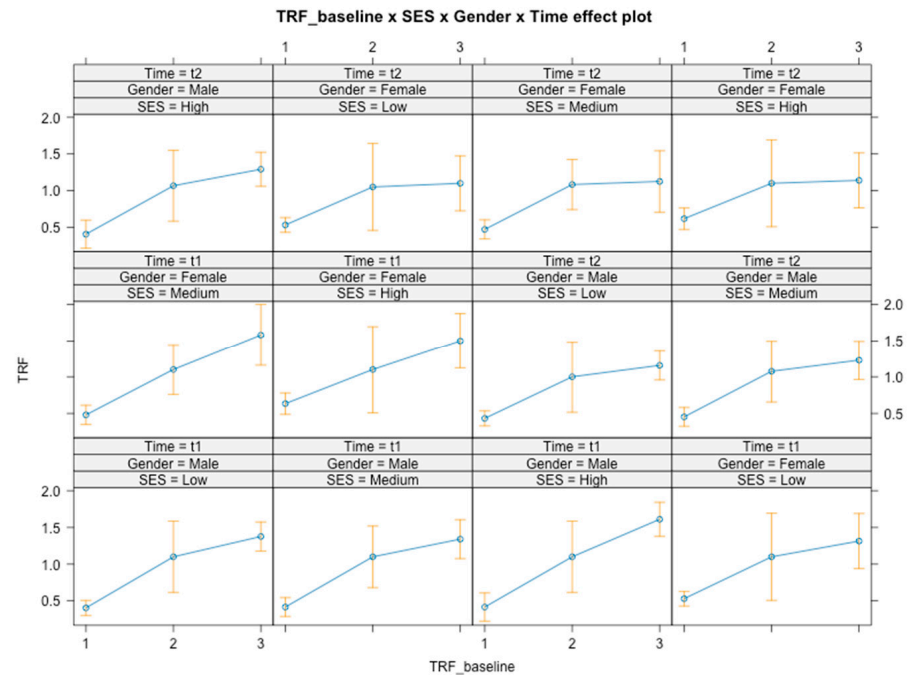 TRF_baseline x SES x Gender x Time effect plot
1 2 3 1 2 3
Time = t2 Time = t2 Time = t2 Time = t2
Gender = Male Gender = Female Gender = Female Gender = Female
SES = High SES = Low SES = Medium SES = High
2.0
1.5
1.0
0.5
Time = t1 Time = t1 Time = t2 Time = t2
Gender = Female Gender = Female Gender = Male Gender = Male
SES = Medium SES = High SES = Low SES = Medium
2.0
1.5
1.0
0.5
TRF
Time = t1 Time = t1 Time = t1 Time = t1
Gender = Male Gender = Male Gender = Male Gender = Female
SES = Low SES = Medium SES = High SES = Low
2.0
1.5
1.0
0.5
1 2 3 1 2 3
TRF_baseline